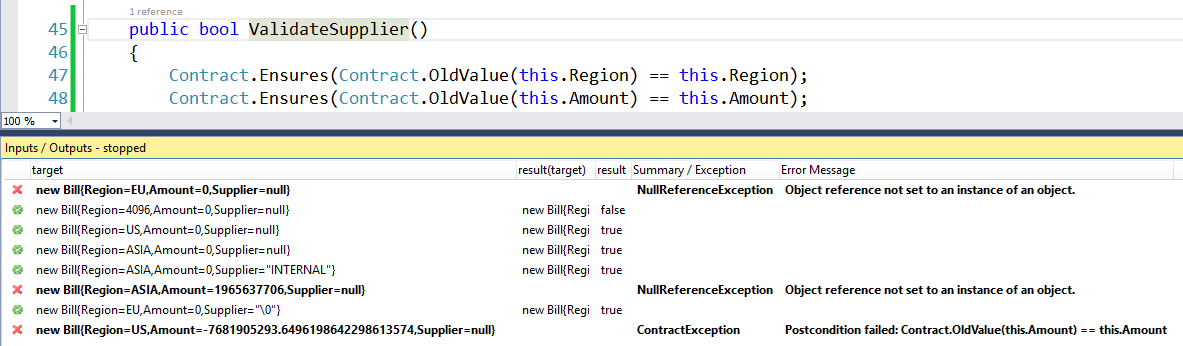 1 reference
45 public bool ValidateSupplier()
46 {
47 Contract.Ensures(Contract.OldValue(this.Region) == this.Region);
48 Contract.Ensures(Contract.OldValue(this.Amount) == this.Amount);
100 %
Inputs / Outputs - stopped
target result(target) result Summary / Exception Error Message
new Bill{Region=EU,Amount=0,Supplier=null} NullReferenceException Object reference not set to an instance of an object.
new Bill{Region=4096,Amount=0,Supplier=null} new Bill{Regi false
new Bill{Region=US,Amount=0,Supplier=null} new Bill{Regi true
new Bill{Region=ASIA,Amount=0,Supplier=null} new Bill{Regi true
new Bill{Region=ASIA,Amount=0,Supplier="INTERNAL"} new Bill{Regi true
new Bill{Region=ASIA,Amount=1965637706,Supplier=null} NullReferenceException Object reference not set to an instance of an object.
new Bill{Region=EU,Amount=0,Supplier="\0"} new Bill{Regi true
new Bill{Region=US,Amount=-7681905293.6496198642298613574,Supplier=null} ContractException Postcondition failed: Contract.OldValue(this.Amount) == this.Amount